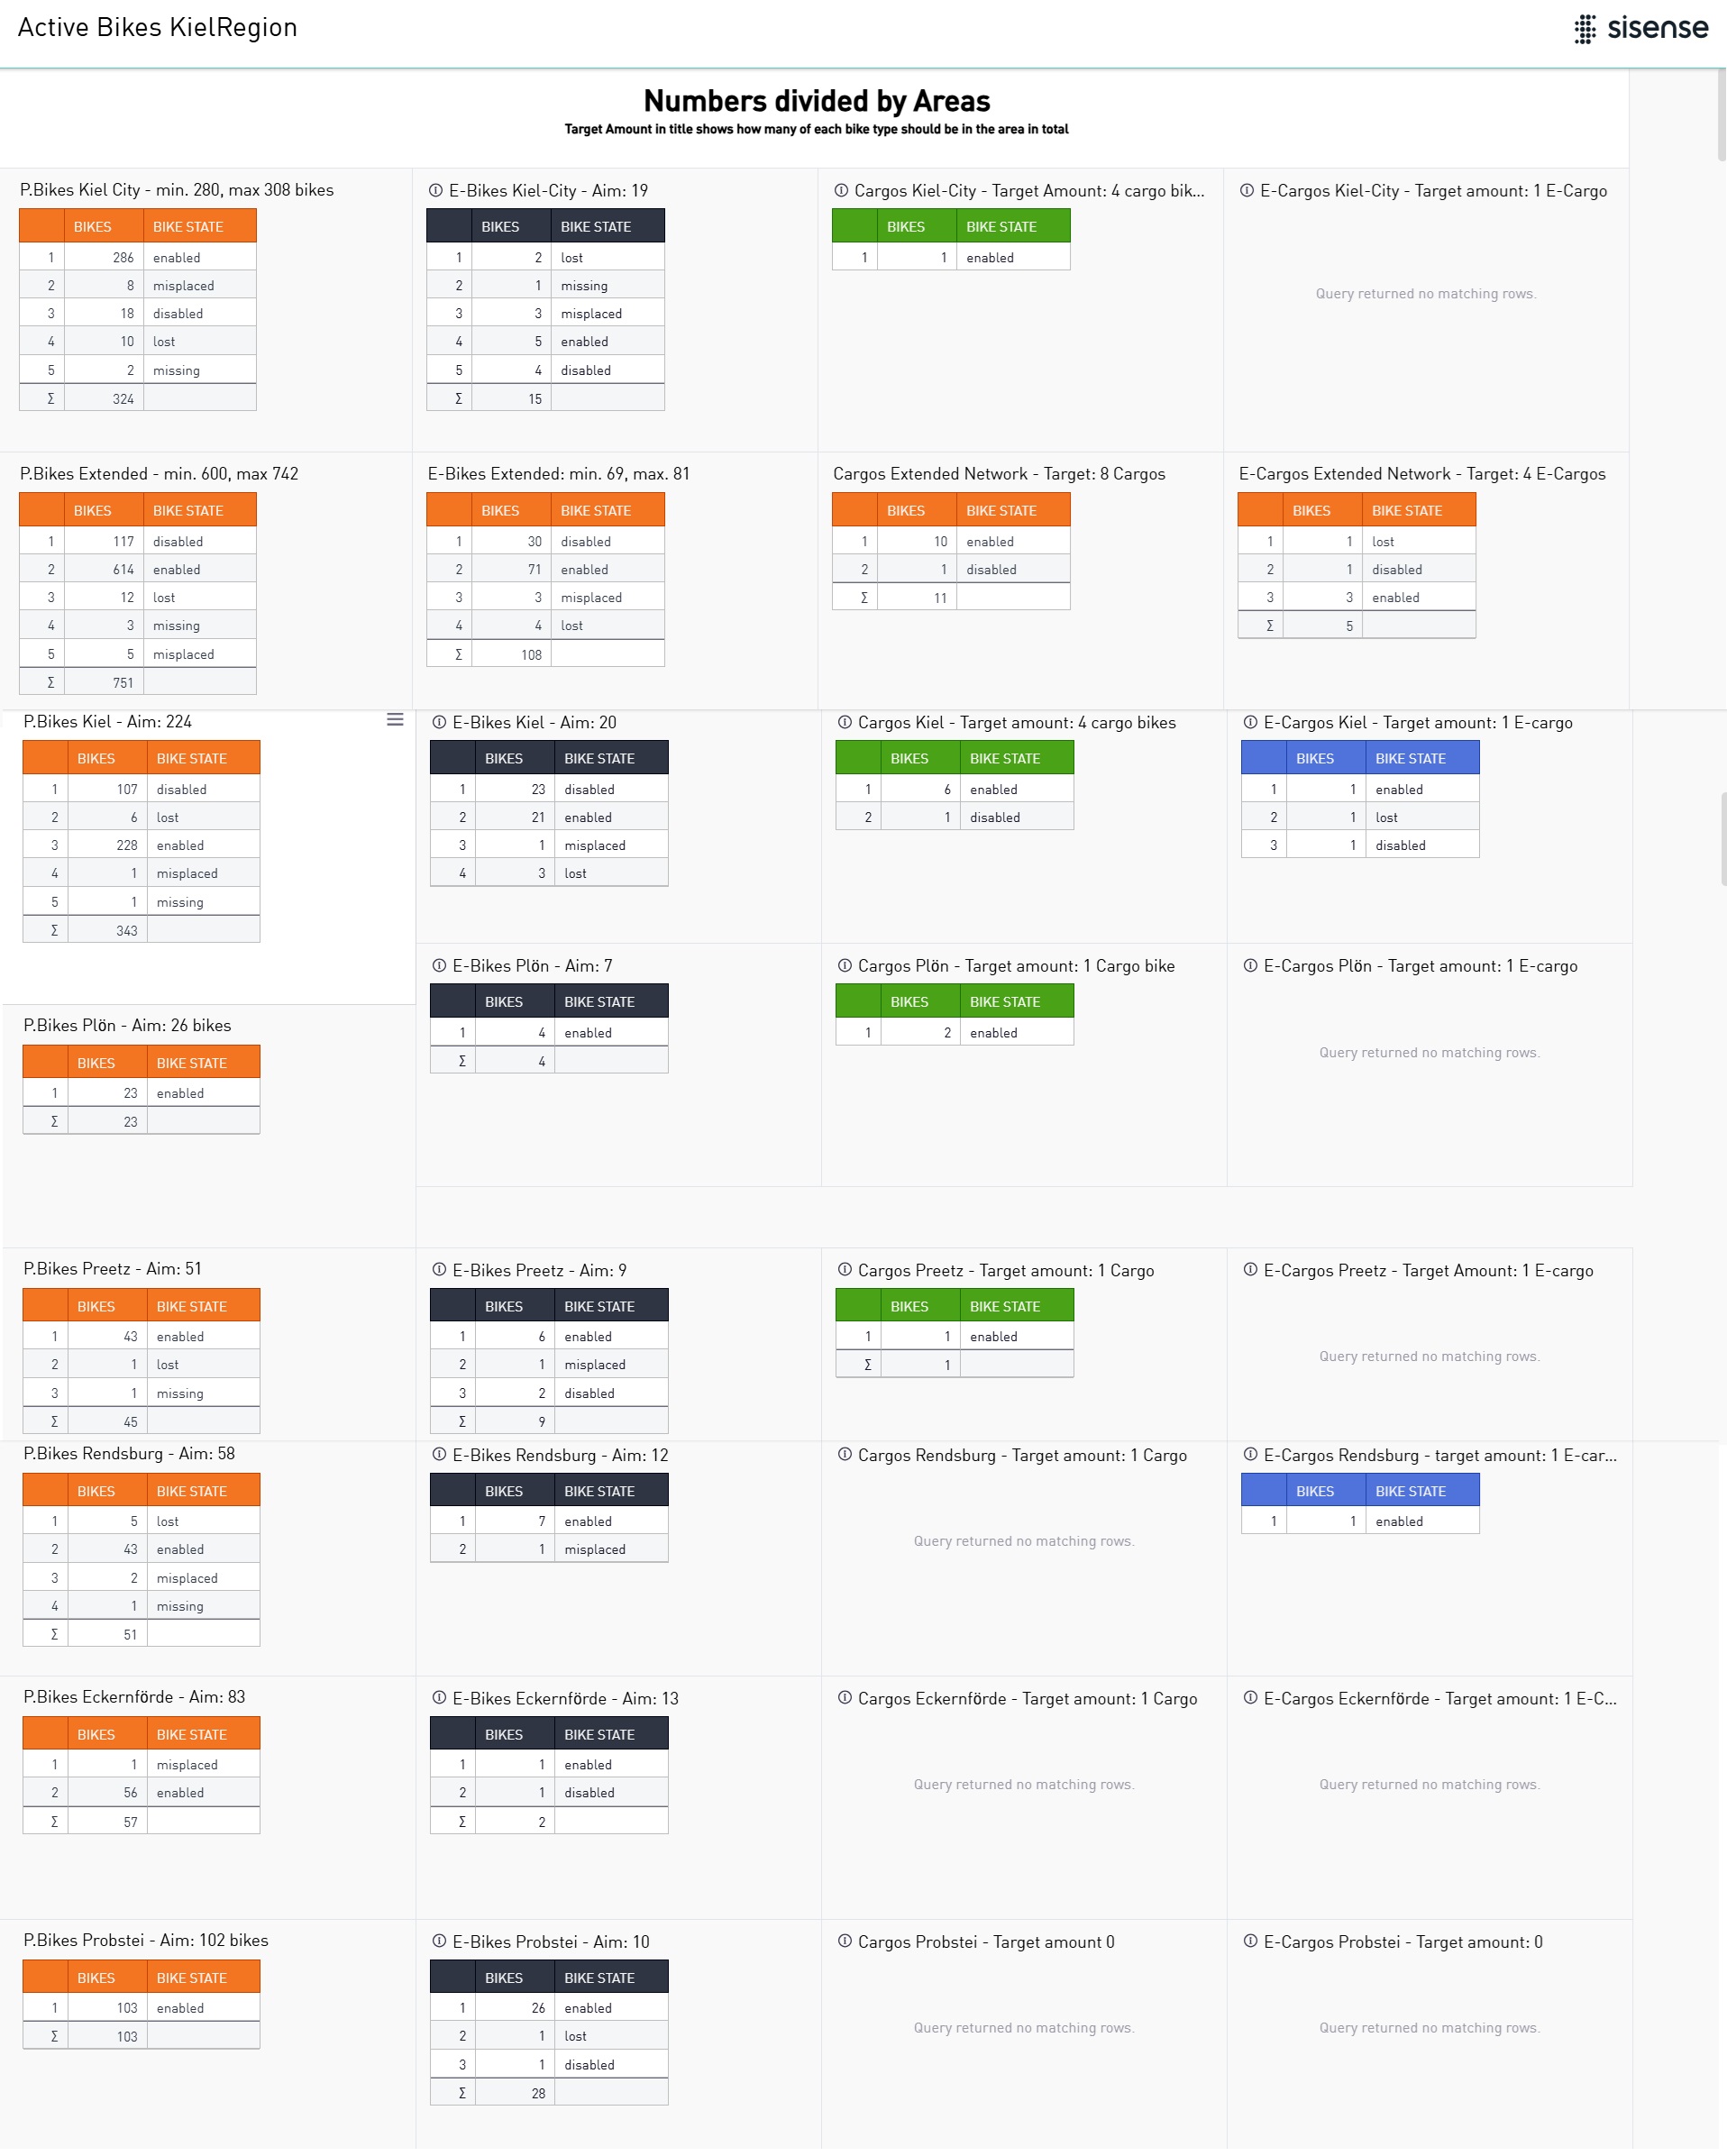 Active Bikes KielRegion
sisense
Numbers divided by Areas
Target Amount in title shows how many of each bike type should be in the area in total
P.Bikes Kiel City - min. 280, max 308 bikes
BIKES BIKE STATE
1 286 enabled
2 8 misplaced
3 18 disabled
4 10 lost
5 2 missing
Σ 324
E-Bikes Kiel-City - Aim: 19
BIKES BIKE STATE
1 2 lost
2 1 missing
3 3 misplaced
4 5 enabled
5 4 disabled
Σ 15
Cargos Kiel-City - Target Amount: 4 cargo bik...
BIKES BIKE STATE
1 1 enabled
E-Cargos Kiel-City - Target amount: 1 E-Cargo
Query returned no matching rows.
P.Bikes Extended - min. 600, max 742
BIKES BIKE STATE
1 117 disabled
2 614 enabled
3 12 lost
4 3 missing
5 5 misplaced
Σ 751
E-Bikes Extended: min. 69, max. 81
BIKES BIKE STATE
1 30 disabled
2 71 enabled
3 3 misplaced
4 4 lost
Σ 108
Cargos Extended Network - Target: 8 Cargos
BIKES BIKE STATE
1 10 enabled
2 1 disabled
Σ 11
E-Cargos Extended Network - Target: 4 E-Cargos
BIKES BIKE STATE
1 1 lost
2 1 disabled
3 3 enabled
Σ 5
P.Bikes Kiel - Aim: 224
BIKES BIKE STATE
1 107 disabled
2 6 lost
3 228 enabled
4 1 misplaced
5 1 missing
Σ 343
E-Bikes Kiel - Aim: 20
BIKES BIKE STATE
1 23 disabled
2 21 enabled
3 1 misplaced
4 3 lost
Cargos Kiel - Target amount: 4 cargo bikes
BIKES BIKE STATE
1 6 enabled
2 1 disabled
E-Cargos Kiel - Target amount: 1 E-cargo
BIKES BIKE STATE
1 1 enabled
2 1 lost
3 1 disabled
P.Bikes Plön - Aim: 26 bikes
BIKES BIKE STATE
1 23 enabled
Σ 23
E-Bikes Plön - Aim: 7
BIKES BIKE STATE
1 4 enabled
Σ 4
Cargos Plön - Target amount: 1 Cargo bike
BIKES BIKE STATE
1 2 enabled
E-Cargos Plön - Target amount: 1 E-cargo
Query returned no matching rows.
P.Bikes Preetz - Aim: 51
BIKES BIKE STATE
1 43 enabled
2 1 lost
3 1 missing
Σ 45
E-Bikes Preetz - Aim: 9
BIKES BIKE STATE
1 6 enabled
2 1 misplaced
3 2 disabled
Σ 9
Cargos Preetz - Target amount: 1 Cargo
BIKES BIKE STATE
1 1 enabled
Σ 1
E-Cargos Preetz - Target Amount: 1 E-cargo
Query returned no matching rows.
P.Bikes Rendsburg - Aim: 58
BIKES BIKE STATE
1 5 lost
2 43 enabled
3 2 misplaced
4 1 missing
Σ 51
E-Bikes Rendsburg - Aim: 12
BIKES BIKE STATE
1 7 enabled
2 1 misplaced
Cargos Rendsburg - Target amount: 1 Cargo
Query returned no matching rows.
E-Cargos Rendsburg - target amount: 1 E-car...
BIKES BIKE STATE
1 1 enabled
P.Bikes Eckernförde - Aim: 83
BIKES BIKE STATE
1 1 misplaced
2 56 enabled
Σ 57
E-Bikes Eckernförde - Aim: 13
BIKES BIKE STATE
1 1 enabled
2 1 disabled
Σ 2
Cargos Eckernförde - Target amount: 1 Cargo
Query returned no matching rows.
E-Cargos Eckernförde - Target amount: 1 E-C...
Query returned no matching rows.
P.Bikes Probstei - Aim: 102 bikes
BIKES BIKE STATE
1 103 enabled
Σ 103
E-Bikes Probstei - Aim: 10
BIKES BIKE STATE
1 26 enabled
2 1 lost
3 1 disabled
Σ 28
Cargos Probstei - Target amount 0
Query returned no matching rows.
E-Cargos Probstei - Target amount: 0
Query returned no matching rows.